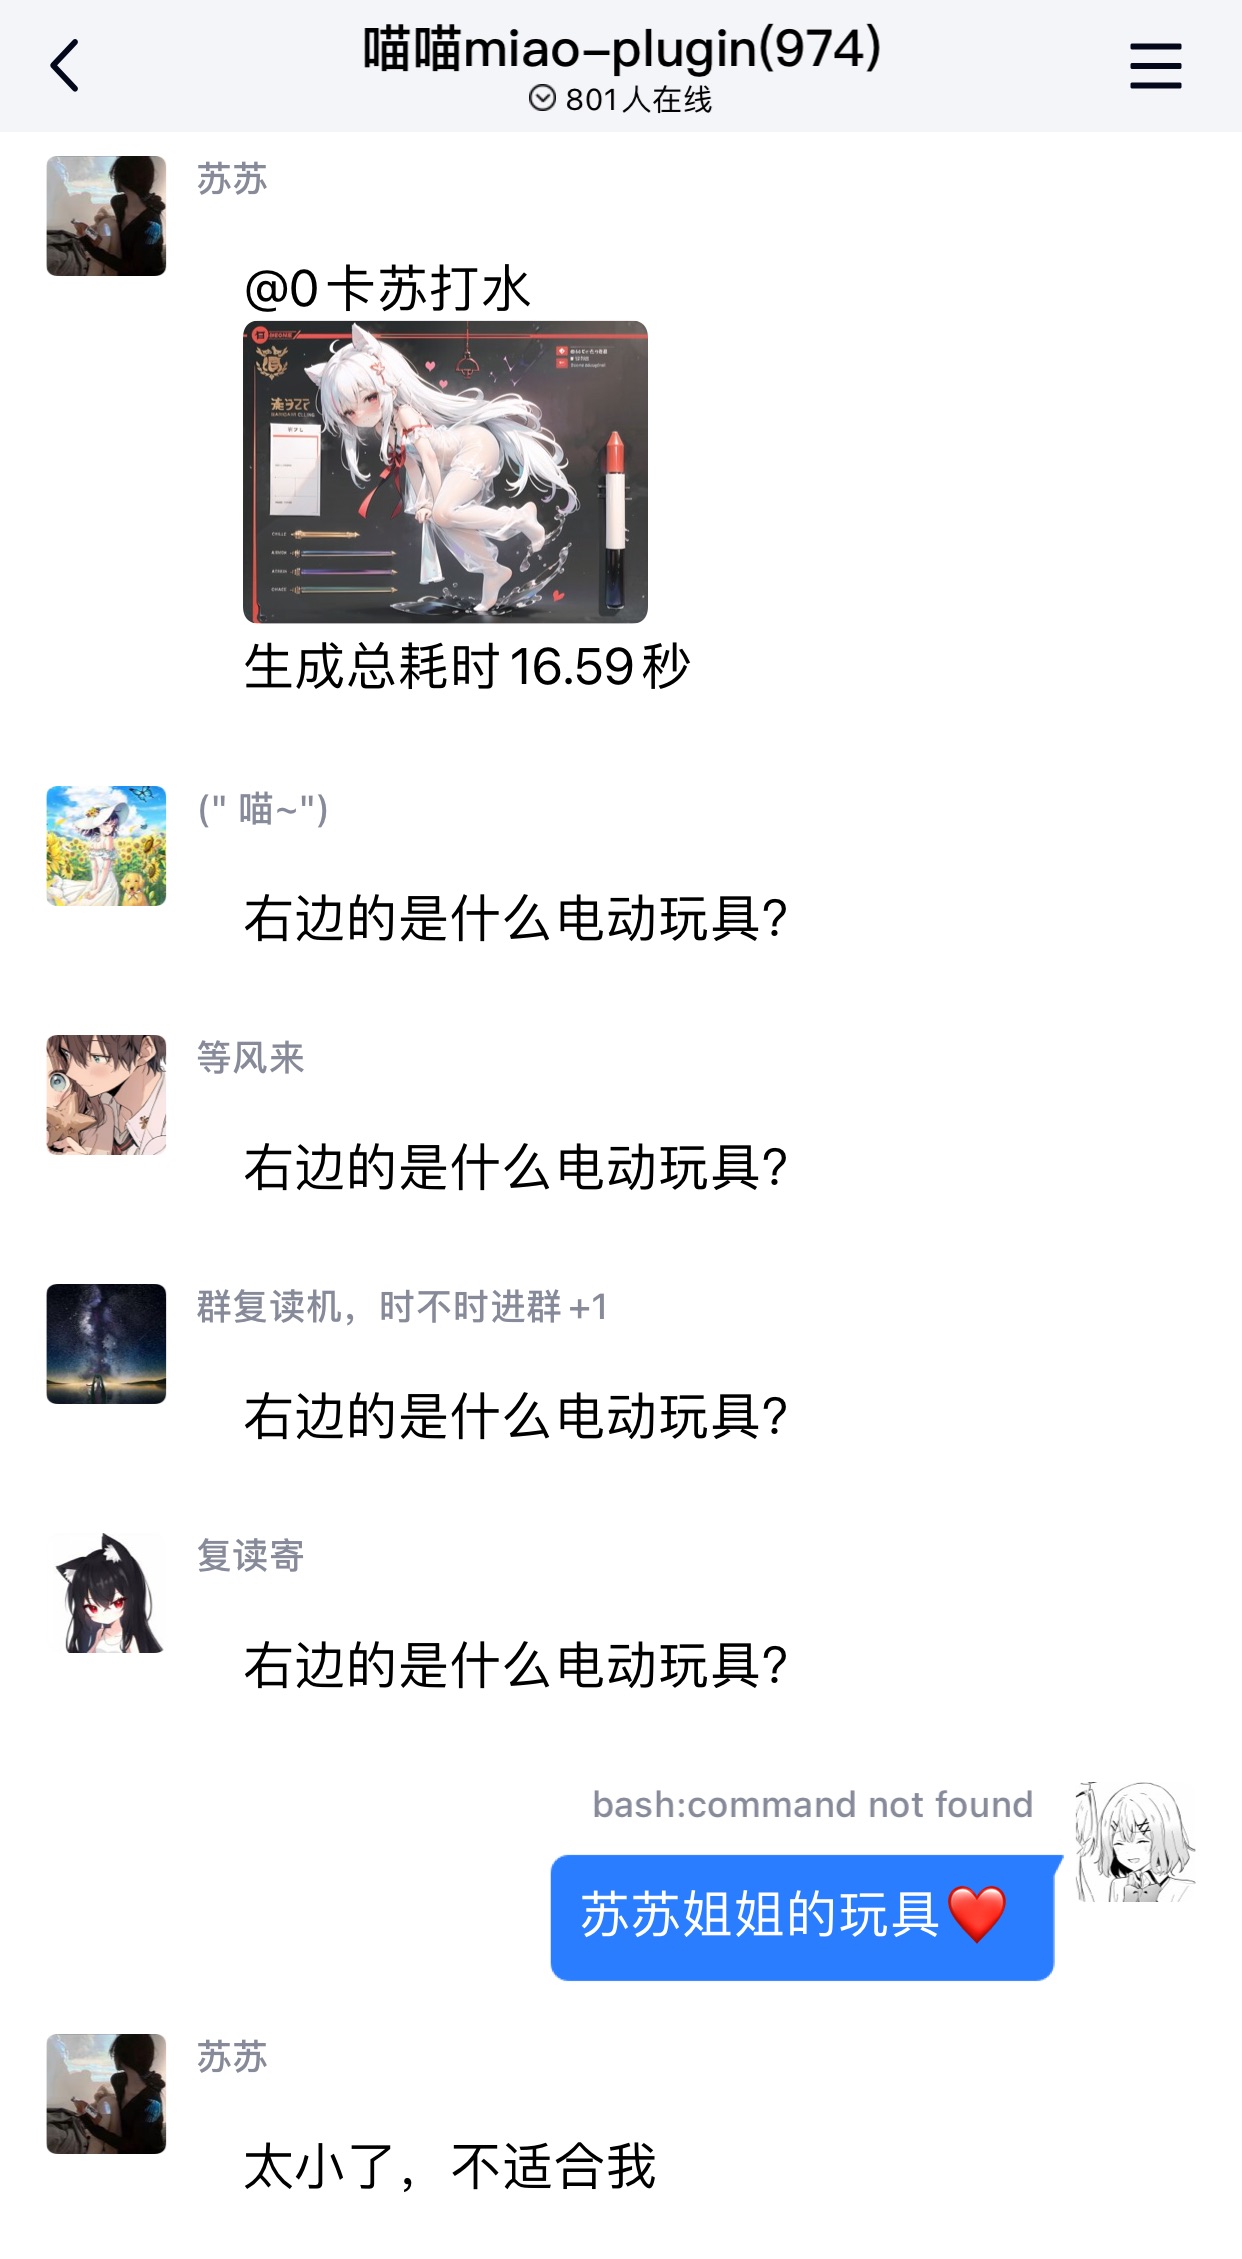 喵喵miao-plugin(974)
801人在线
苏苏
@0卡苏打水
生成总耗时16.59秒
(" 喵~")
右边的是什么电动玩具?
等风来
右边的是什么电动玩具?
群复读机，时不时进群+1
右边的是什么电动玩具?
复读寄
右边的是什么电动玩具?
bash:command not found
苏苏姐姐的玩具❤️
苏苏
太小了，不适合我